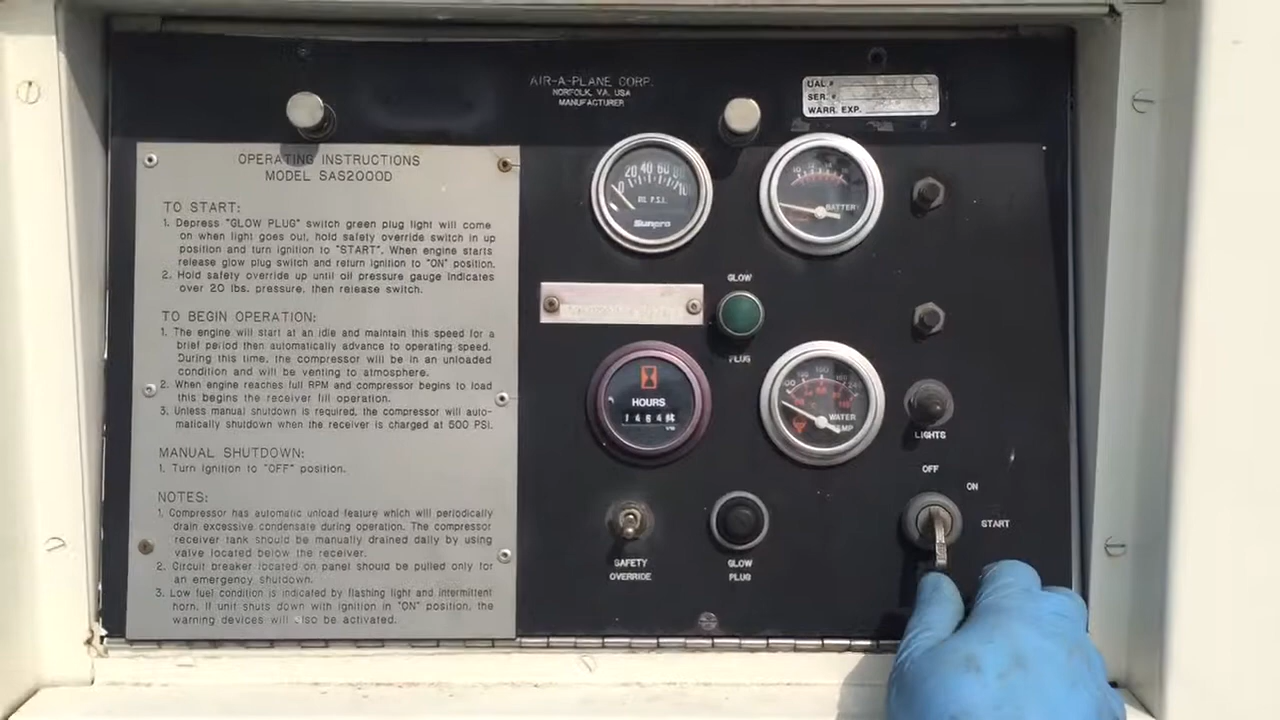 AIR-A-PLANE CORP.
NORFOLK, VA. USA
MANUFACTURER
UAL #
SER. #
WARR. EXP.
OPERATING INSTRUCTIONS
MODEL SAS2000D
TO START:
1. Depress "GLOW PLUG" switch green plug light will come
on when light goes out, hold safety override switch in up
position and turn ignition to "START". When engine starts
release glow plug switch and return ignition to "ON" position.
2. Hold safety override up until oil pressure gauge indicates
over 20 lbs. pressure, then release switch.
TO BEGIN OPERATION:
1. The engine will start at an idle and maintain this speed for a
brief period then automatically advance to operating speed.
During this time, the compressor will be in an unloaded
condition and will be venting to atmosphere.
2. When engine reaches full RPM and compressor begins to load
this begins the receiver fill operation.
3. Unless manual shutdown is required, the compressor will auto-
matically shutdown when the receiver is charged at 500 PSI.
MANUAL SHUTDOWN:
1. Turn ignition to "OFF" position.
NOTES:
1. Compressor has automatic unload feature which will periodically
drain excessive condensate during operation. The compressor
receiver tank should be manually drained daily by using
valve located below the receiver.
2. Circuit breaker located on panel should be pulled only for
an emergency shutdown.
3. Low fuel condition is indicated by flashing light and intermittent
horn. If unit shuts down with ignition in "ON" position, the
warning devices will also be activated.
0 20 40 60 80 100
OIL P.S.I.
Sunpro
BATTERY
GLOW
PLUG
HOURS
WATER
TEMP
LIGHTS
OFF
ON
START
SAFETY
OVERRIDE
GLOW
PLUG